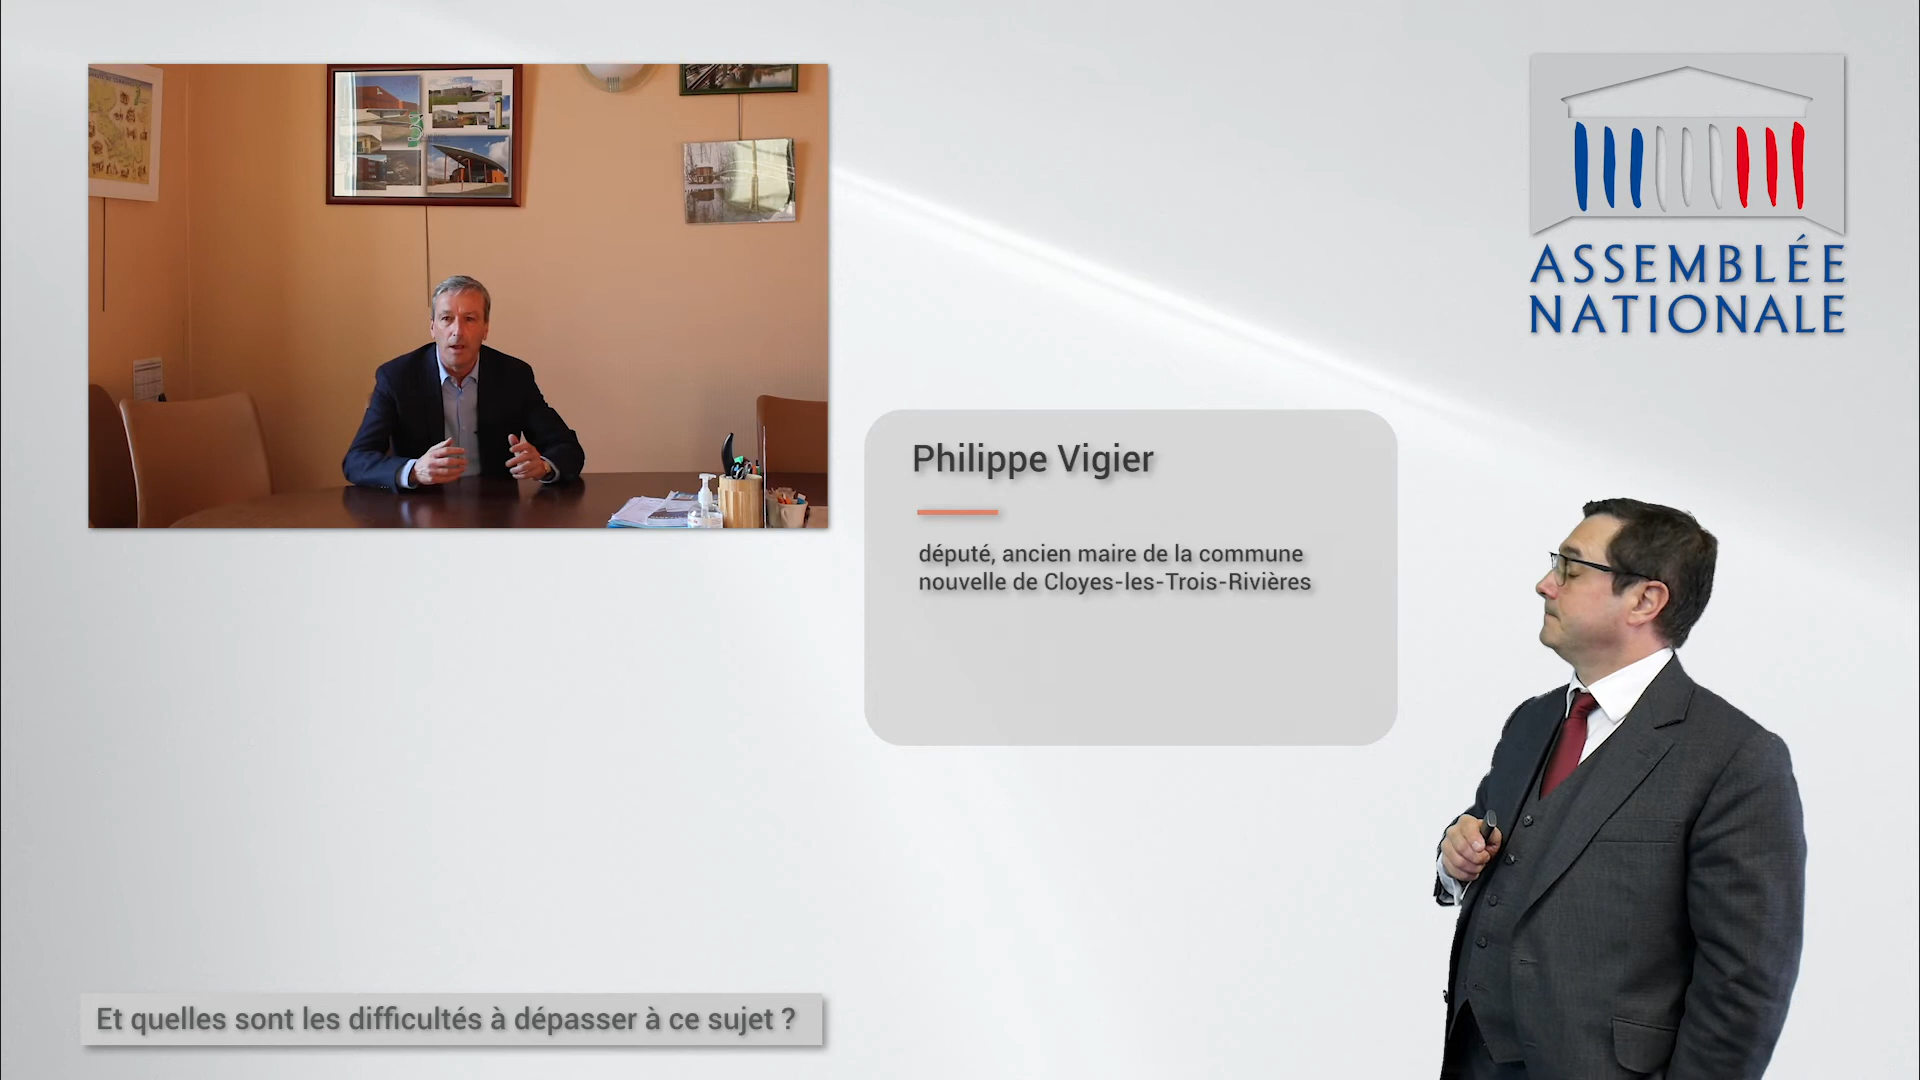 ASSEMBLÉE
NATIONALE
Philippe Vigier
député, ancien maire de la commune
nouvelle de Cloyes-les-Trois-Rivières
Et quelles sont les difficultés à dépasser à ce sujet ?